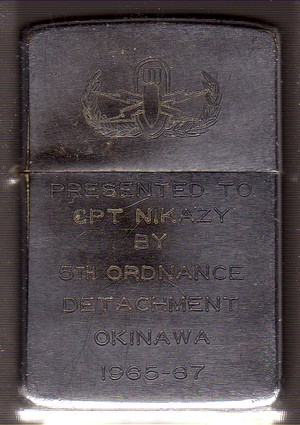 PRESENTED TO
CPT NIKAZY
BY
5TH ORDNANCE
DETACHMENT
OKINAWA
1965-67